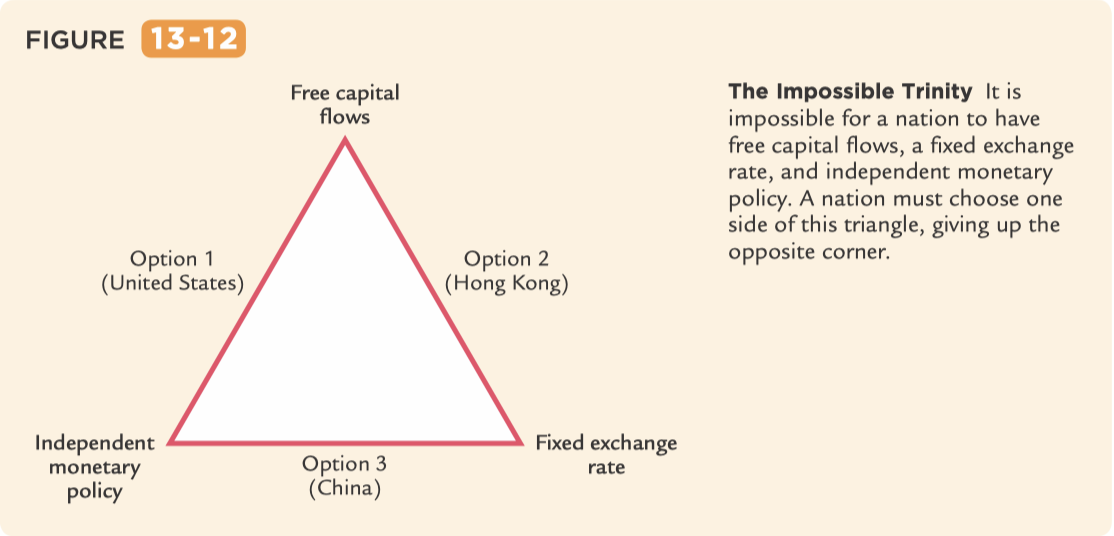 FIGURE 13-12
Free capital
flows
The Impossible Trinity It is
impossible for a nation to have
free capital flows, a fixed exchange
rate, and independent monetary
policy. A nation must choose one
side of this triangle, giving up the
opposite corner.
Option 1
(United States)
Option 2
(Hong Kong)
Independent
monetary
policy
Option 3
(China)
Fixed exchange
rate